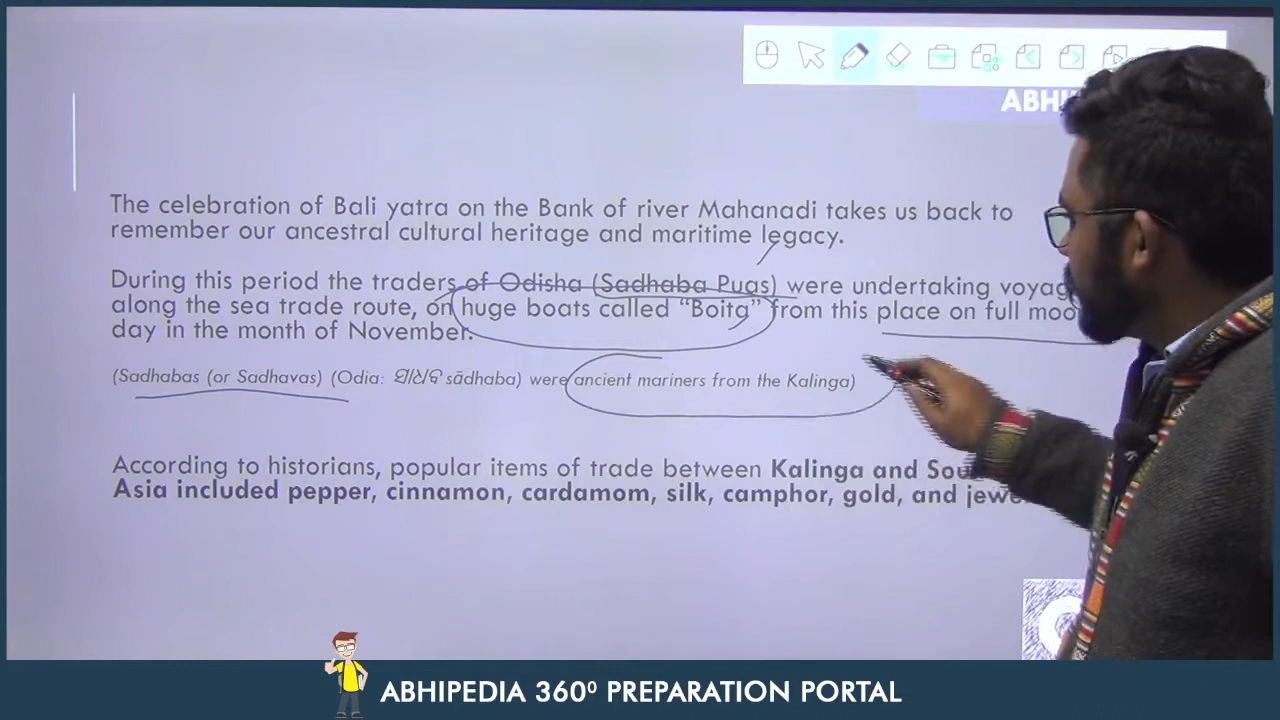 ABHI
The celebration of Bali yatra on the Bank of river Mahanadi takes us back to
remember our ancestral cultural heritage and maritime legacy.
During this period the traders of Odisha (Sadhaba Puas) were undertaking voyag
along the sea trade route, on huge boats called “Boita” from this place on full moo
day in the month of November.
(Sadhabas (or Sadhavas) (Odia: ସାଧବ sādhaba) were ancient mariners from the Kalinga)
According to historians, popular items of trade between Kalinga and Sou
Asia included pepper, cinnamon, cardamom, silk, camphor, gold, and jewe
ABHIPEDIA 360⁰ PREPARATION PORTAL